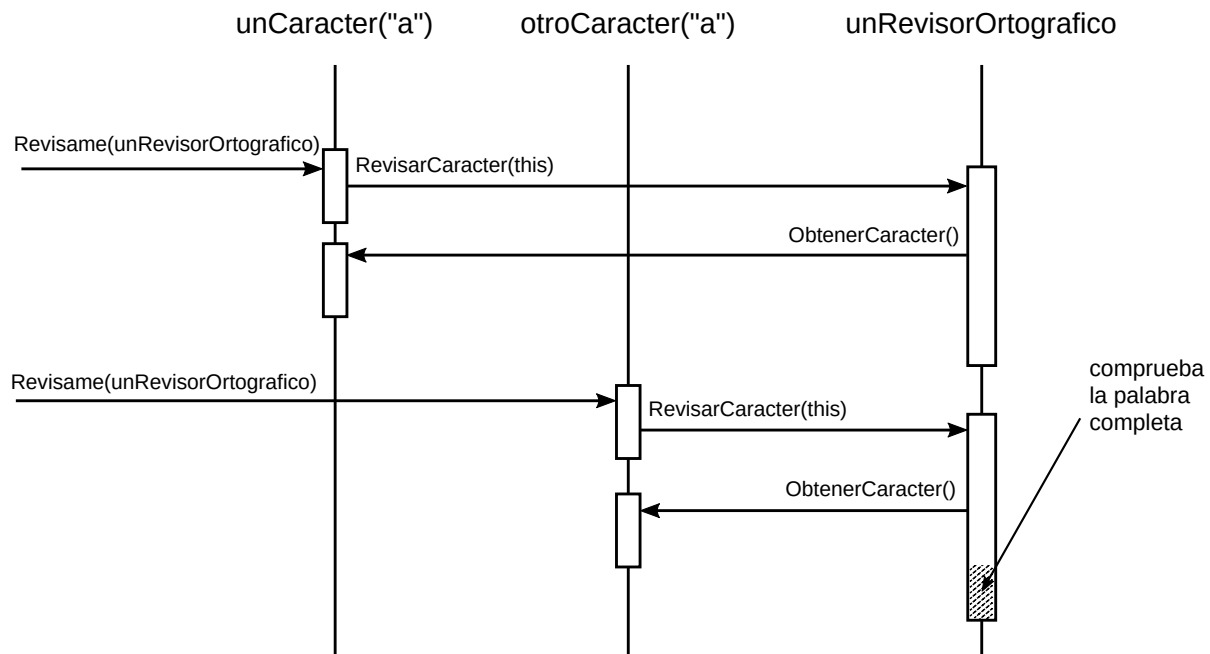 unCaracter("a")
otroCaracter("a")
unRevisorOrtografico
Revisame(unRevisorOrtografico)
RevisarCaracter(this)
ObtenerCaracter()
Revisame(unRevisorOrtografico)
RevisarCaracter(this)
ObtenerCaracter()
comprueba
la palabra
completa